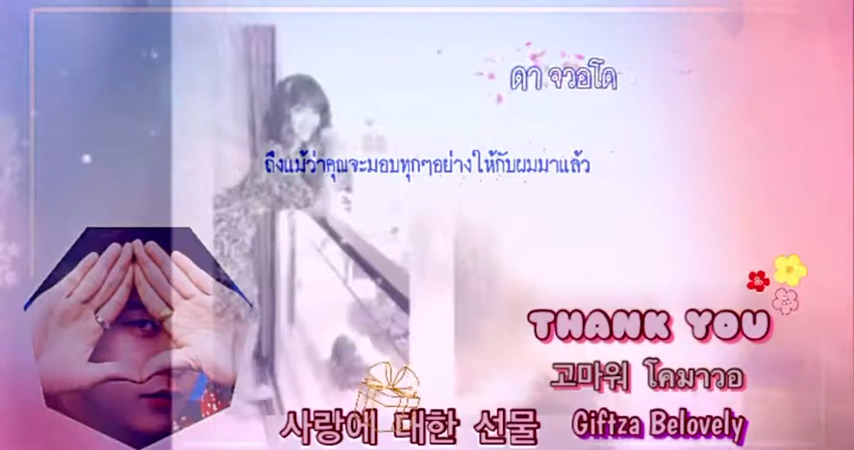 ดา จวอโด
ถึงแม้ว่าคุณจะมอบทุกๆอย่างให้กับผมมาแล้ว
THANK YOU
고마워 โคมาวอ
사랑에 대한 선물 Giftza Belovely